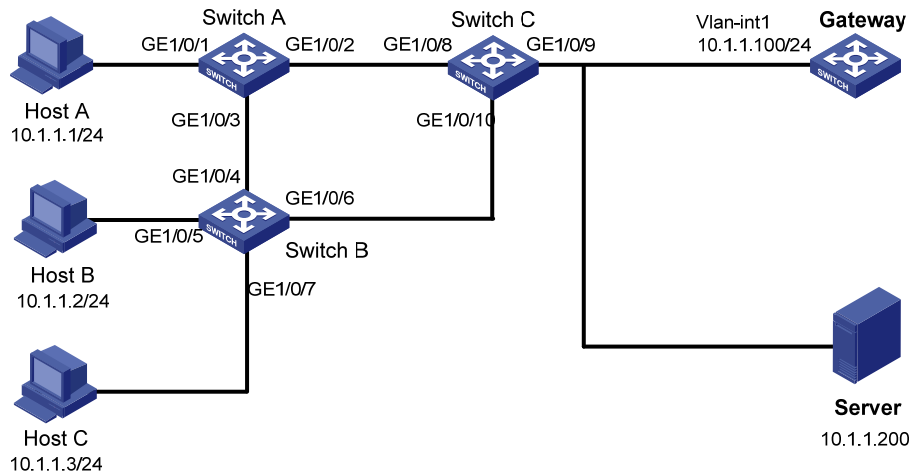 Switch A
Switch C
Vlan-int1
Gateway
GE1/0/1
GE1/0/2
GE1/0/8
GE1/0/9
10.1.1.100/24
SWITCH
SWITCH
SWITCH
Host A
10.1.1.1/24
GE1/0/3
GE1/0/10
GE1/0/4
GE1/0/6
SWITCH
GE1/0/5
Switch B
Host B
10.1.1.2/24
GE1/0/7
Server
10.1.1.200
Host C
10.1.1.3/24